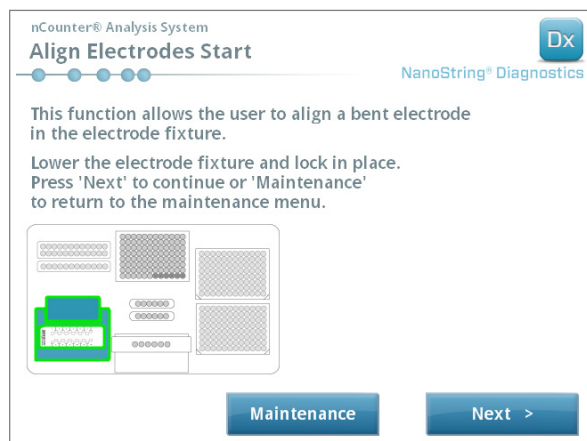 nCounter® Analysis System
Align Electrodes Start
Dx
NanoString® Diagnostics
This function allows the user to align a bent electrode
in the electrode fixture.
Lower the electrode fixture and lock in place.
Press 'Next' to continue or 'Maintenance'
to return to the maintenance menu.
Maintenance
Next >